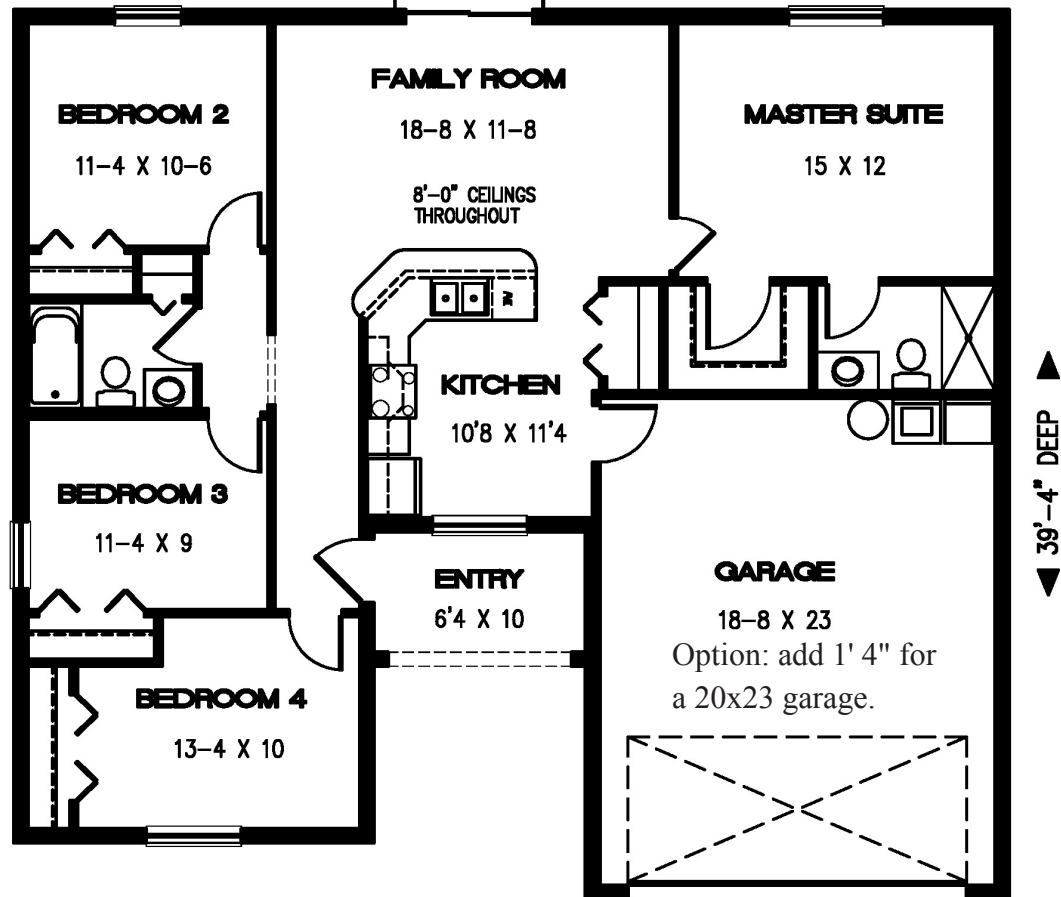 FAMILY ROOM
18-8 X 11-8
8'-0" CEILINGS
THROUGHOUT
BEDROOM 2
11-4 X 10-6
MASTER SUITE
15 X 12
KITCHEN
10'8 X 11'4
BEDROOM 3
11-4 X 9
ENTRY
6'4 X 10
GARAGE
18-8 X 23
Option: add 1' 4" for
a 20x23 garage.
BEDROOM 4
13-4 X 10
39'-4" DEEP